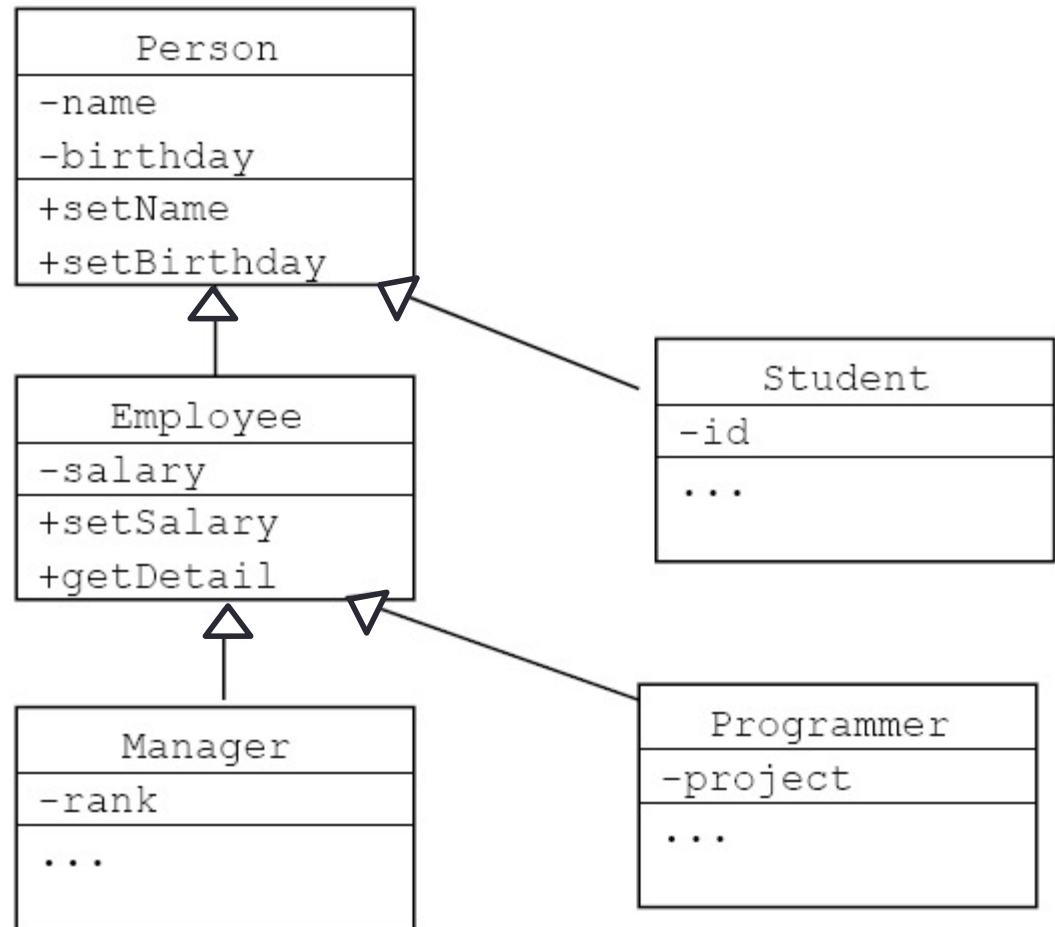 Person
-name
-birthday
+setName
+setBirthday
Employee
-salary
+setSalary
+getDetail
Student
-id
...
Manager
-rank
...
Programmer
-project
...